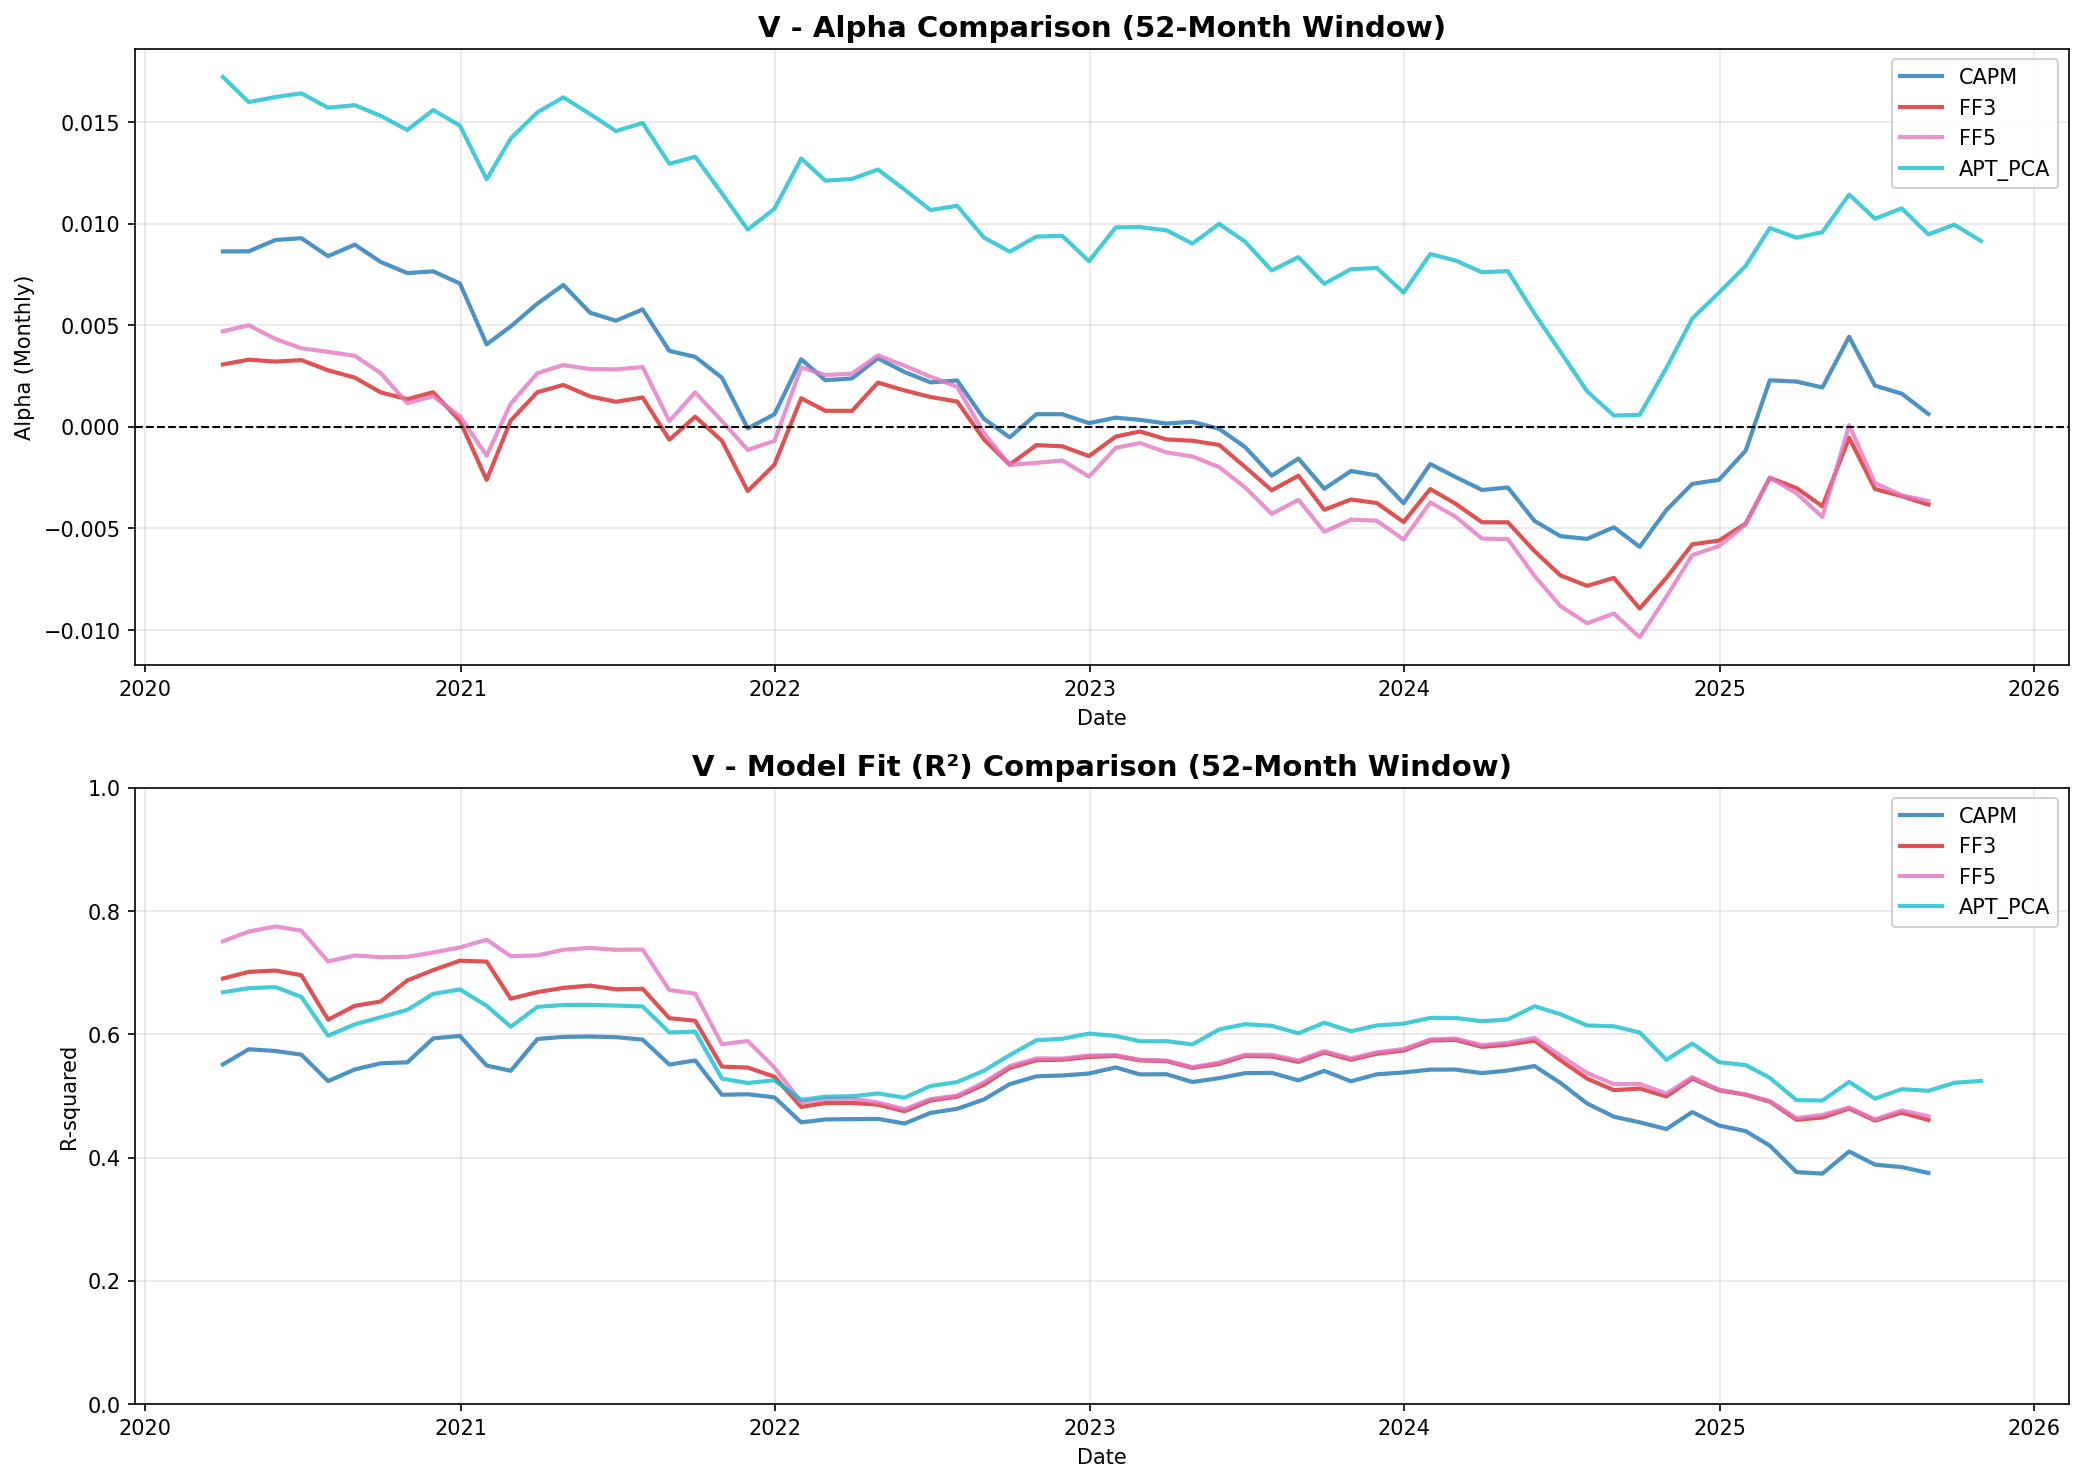 V - Alpha Comparison (52-Month Window)
Alpha (Monthly)
0.015
0.010
0.005
0.000
−0.005
−0.010
CAPM
FF3
FF5
APT_PCA
2020 2021 2022 2023 2024 2025 2026
Date
V - Model Fit (R²) Comparison (52-Month Window)
R-squared
1.0
0.8
0.6
0.4
0.2
0.0
CAPM
FF3
FF5
APT_PCA
2020 2021 2022 2023 2024 2025 2026
Date